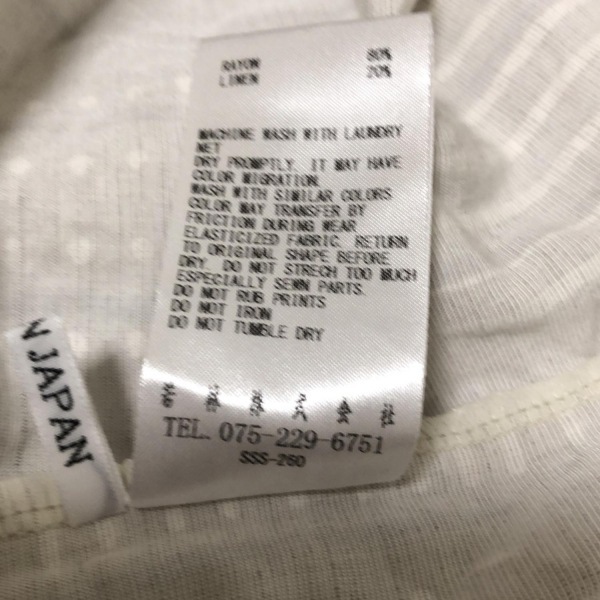 RAYON 80%
LINEN 20%
MACHINE WASH WITH LAUNDRY
NET
DRY PROMPTLY. IT MAY HAVE
COLOR MIGRATION.
WASH WITH SIMILAR COLORS
COLOR MAY TRANSFER BY
FRICTION DURING WEAR
ELASTICIZED FABRIC. RETURN
TO ORIGINAL SHAPE BEFORE
DRY. DO NOT STRECH TOO MUCH
ESPECIALLY SEWN PARTS.
DO NOT RUB PRINTS
DO NOT IRON
DO NOT TUMBLE DRY
TEL. 075-229-6751
SSS-260
N JAPAN